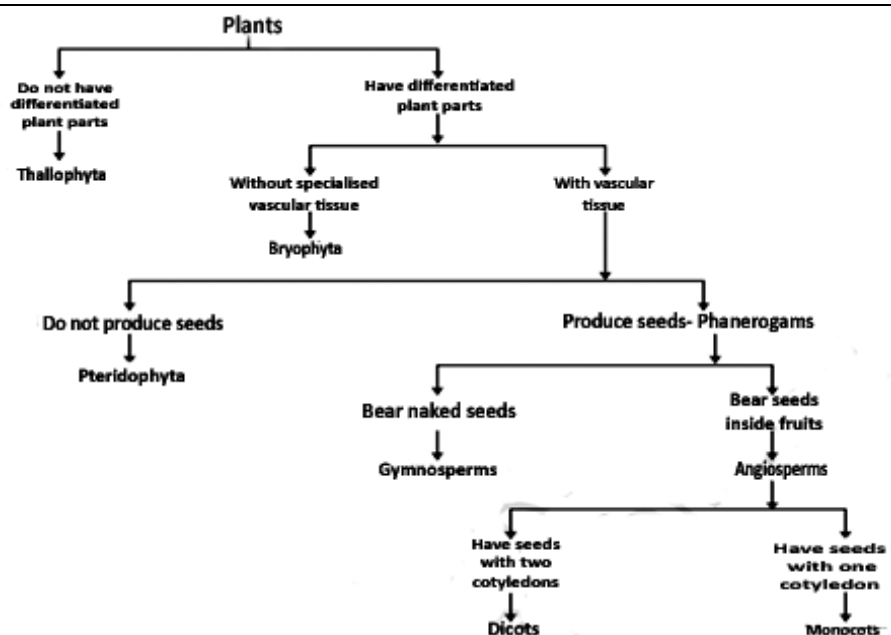 Plants
Do not have
differentiated
plant parts
Have differentiated
plant parts
Thallophyta
Without specialised
vascular tissue
With vascular
tissue
Bryophyta
Do not produce seeds
Produce seeds- Phanerogams
Pteridophyta
Bear naked seeds
Bear seeds
inside fruits
Gymnosperms
Angiosperms
Have seeds
with two
cotyledons
Have seeds
with one
cotyledon
Dicots
Monocots